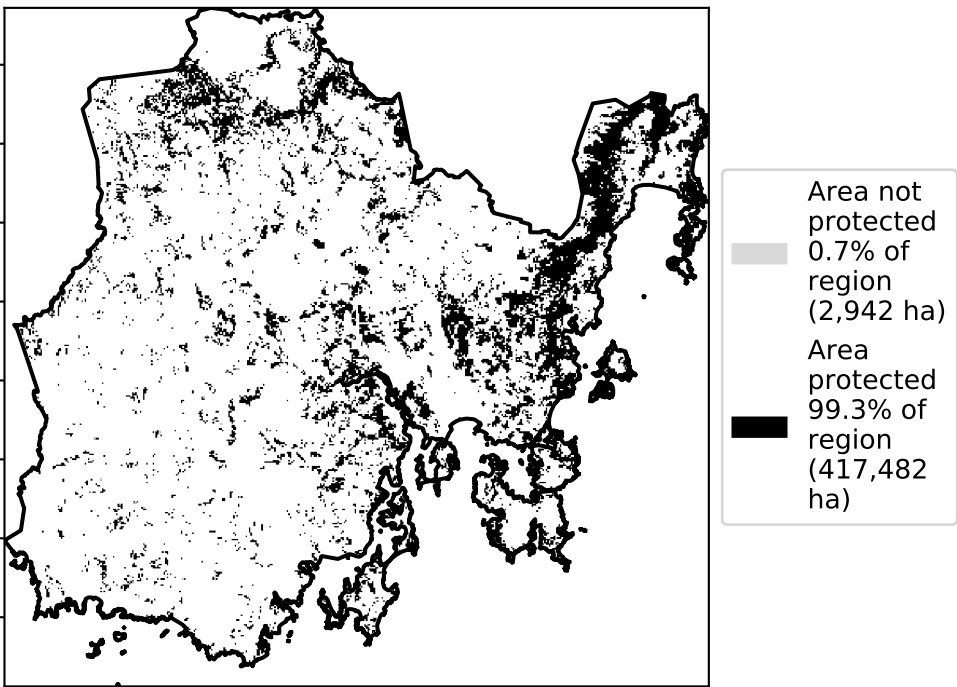 Area not
protected
0.7% of
region
(2,942 ha)
Area
protected
99.3% of
region
(417,482
ha)